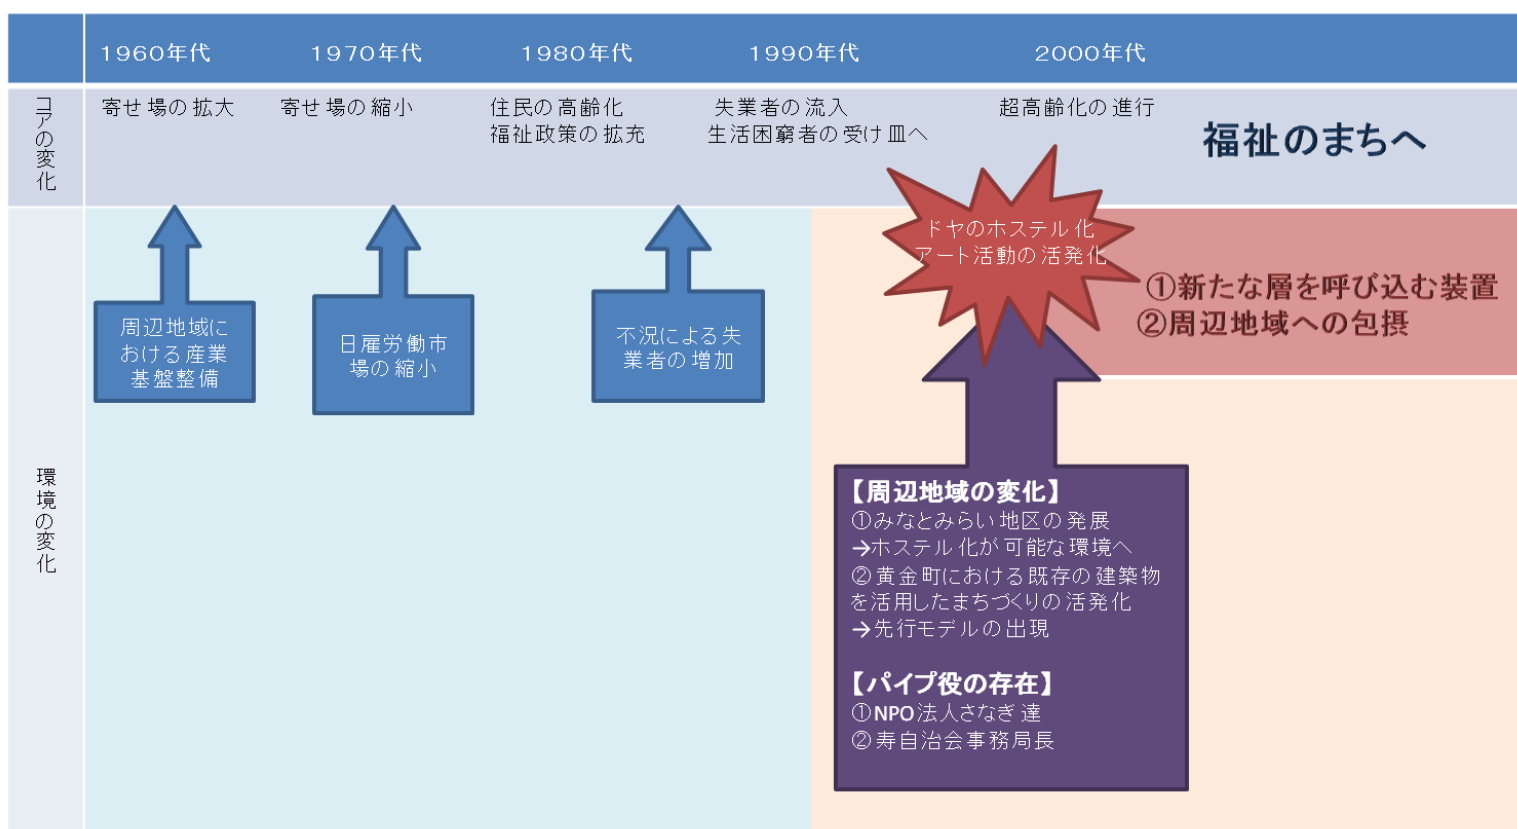 1960年代
1970年代
1980年代
1990年代
2000年代
コアの変化
寄せ場の拡大
寄せ場の縮小
住民の高齢化
福祉政策の拡充
失業者の流入
生活困窮者の受け皿へ
超高齢化の進行
福祉のまちへ
環境の変化
周辺地域に
おける産業
基盤整備
日雇労働市
場の縮小
不況による失
業者の増加
ドヤのホステル化
アート活動の活発化
①新たな層を呼び込む装置
②周辺地域への包摂
【周辺地域の変化】
①みなとみらい地区の発展
→ホステル化が可能な環境へ
②黄金町における既存の建築物
を活用したまちづくりの活発化
→先行モデルの出現
【パイプ役の存在】
①NPO法人さなぎ達
②寿自治会事務局長